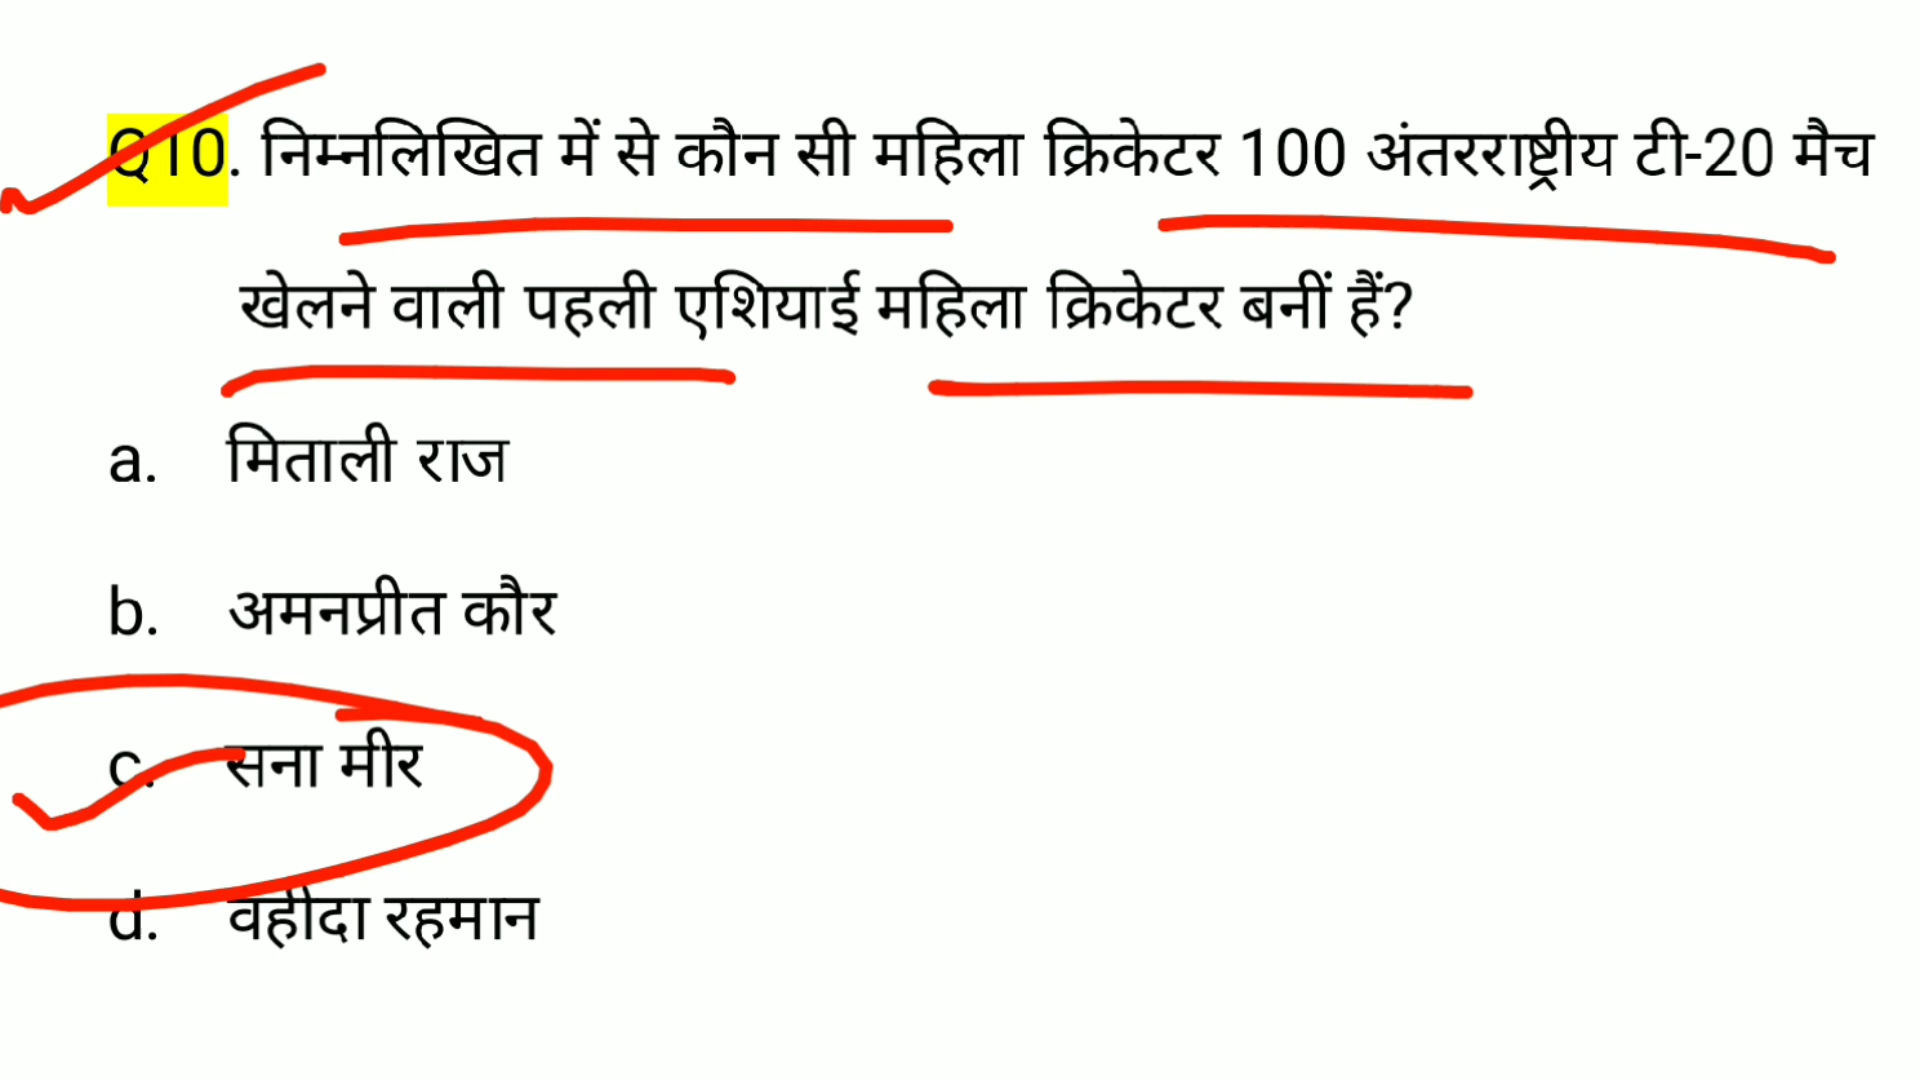 Q10. निम्नलिखित में से कौन सी महिला क्रिकेटर 100 अंतरराष्ट्रीय टी-20 मैच
खेलने वाली पहली एशियाई महिला क्रिकेटर बनीं हैं?
a. मिताली राज
b. अमनप्रीत कौर
c. सना मीर
d. वहीदा रहमान